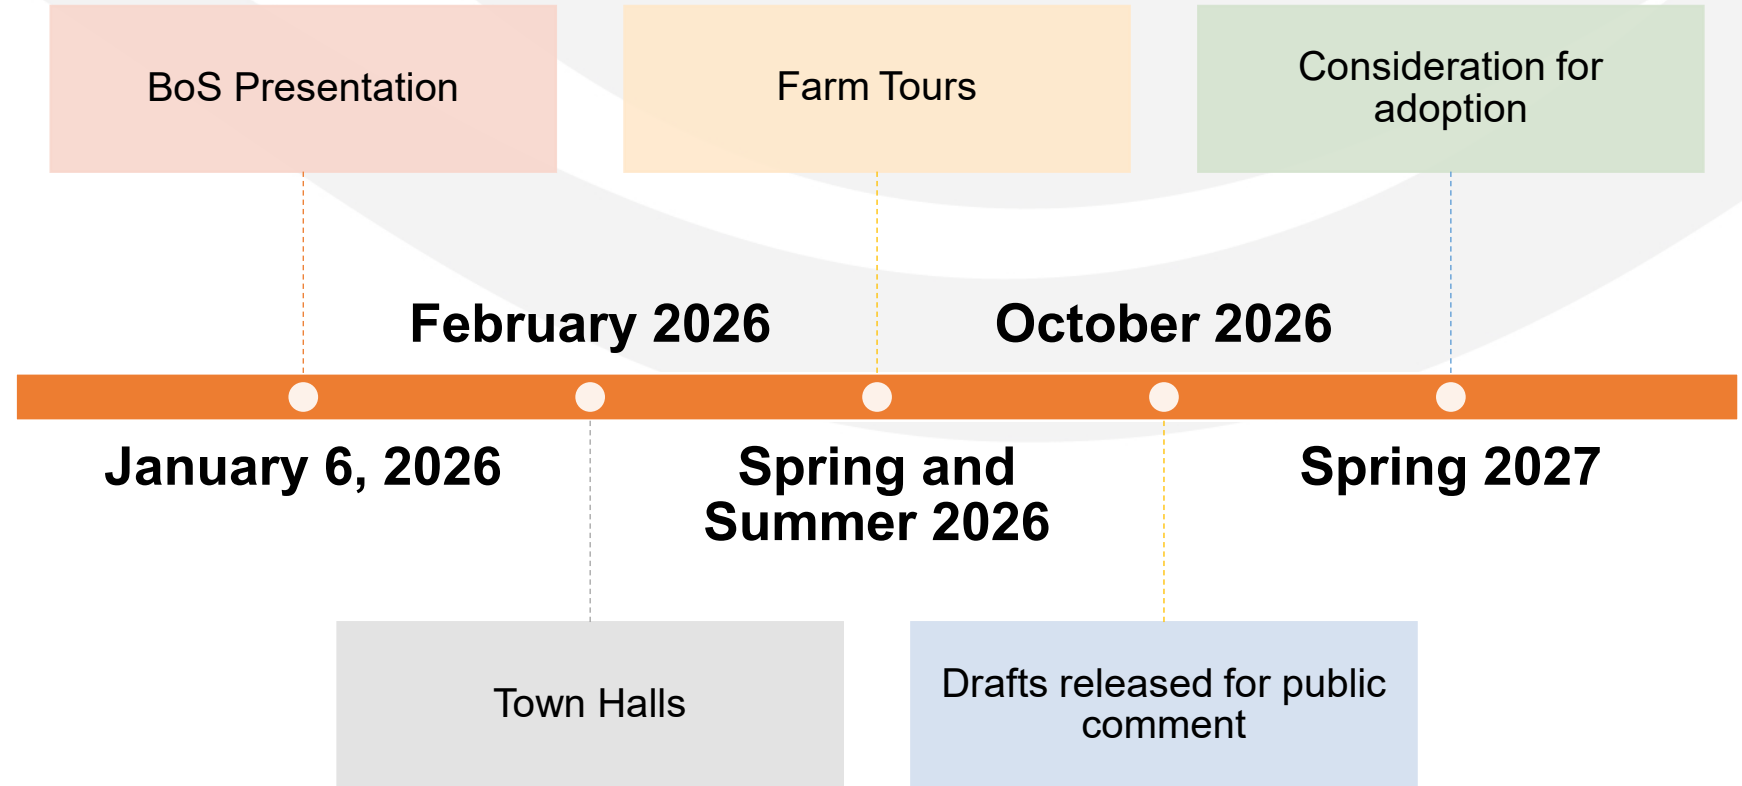 BoS Presentation
Farm Tours
Consideration for
adoption
February 2026
October 2026
January 6, 2026
Spring and
Summer 2026
Spring 2027
Town Halls
Drafts released for public
comment